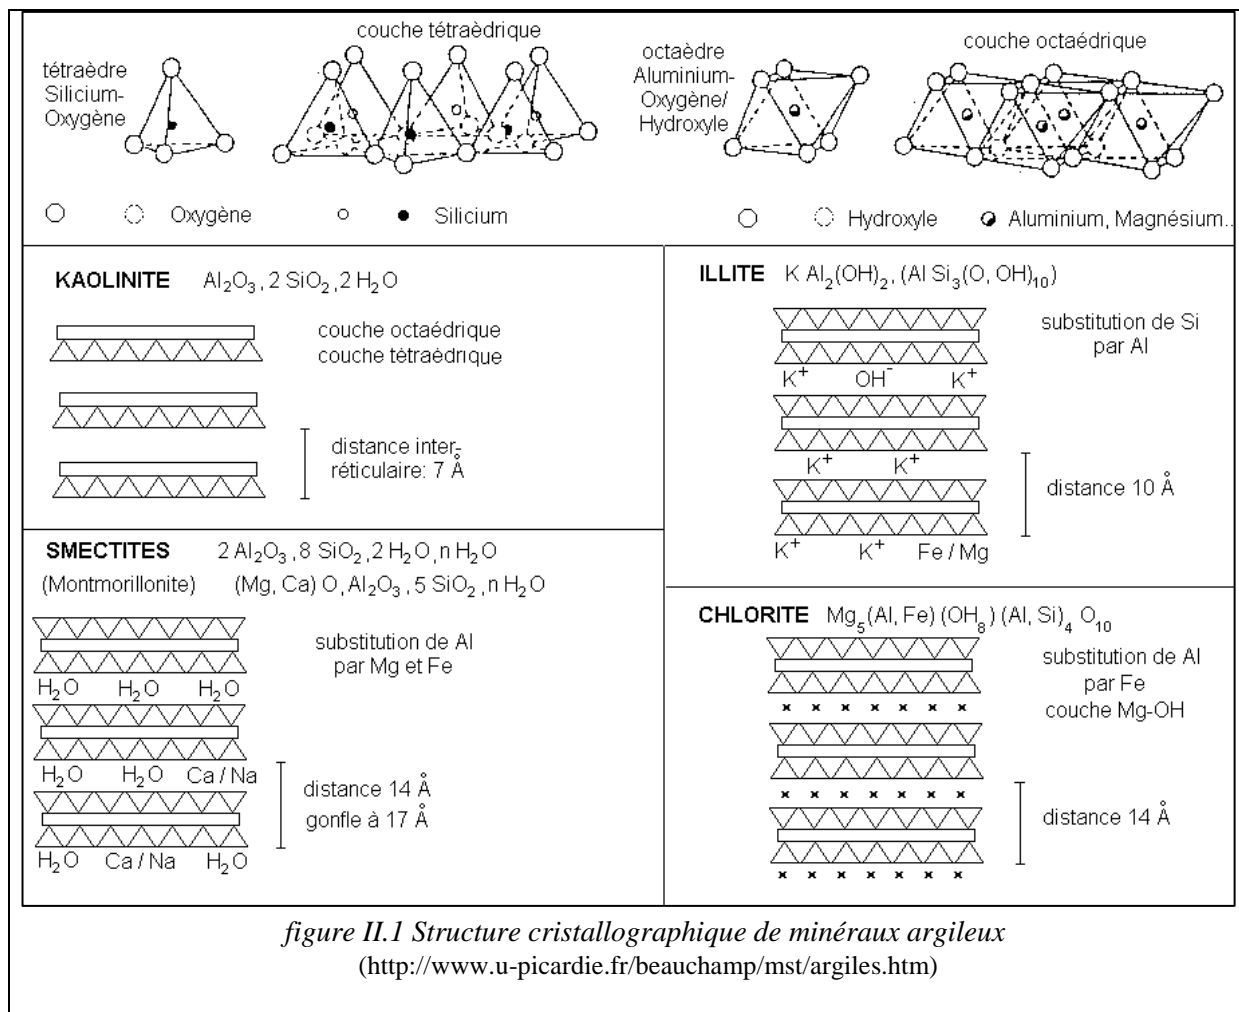 couche tétraèdrique
tétraèdre
Silicium-
Oxygène
octaèdre
Aluminium-
Oxygène/
Hydroxyle
couche octaédrique
Oxygène
Silicium
Hydroxyle
Aluminium, Magnésium..
KAOLINITE Al₂O₃, 2 SiO₂, 2 H₂O
couche octaédrique
couche tétraèdrique
distance inter-
réticulaire: 7 Å
ILLITE K Al₂(OH)₂, (Al Si₃(O, OH)₁₀)
substitution de Si
par Al
K⁺ OH⁻ K⁺
K⁺ K⁺
distance 10 Å
K⁺ K⁺ Fe / Mg
SMECTITES 2 Al₂O₃, 8 SiO₂, 2 H₂O, n H₂O
(Montmorillonite) (Mg, Ca) O, Al₂O₃, 5 SiO₂, n H₂O
substitution de Al
par Mg et Fe
H₂O H₂O H₂O
H₂O H₂O Ca / Na
distance 14 Å
gonfle à 17 Å
H₂O Ca / Na H₂O
CHLORITE Mg₅(Al, Fe) (OH₈) (Al, Si)₄ O₁₀
substitution de Al
par Fe
couche Mg-OH
distance 14 Å
figure II.1 Structure cristallographique de minéraux argileux
(http://www.u-picardie.fr/beauchamp/mst/argiles.htm)